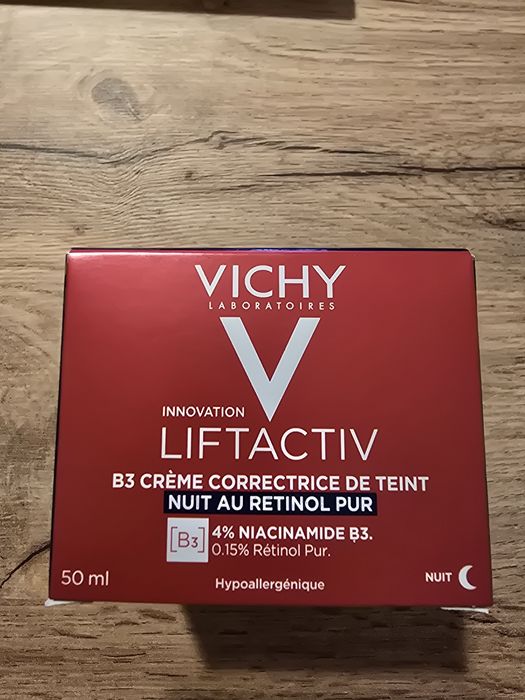 VICHY
LABORATOIRES
V
INNOVATION
LIFTACTIV
B3 CRÈME CORRECTRICE DE TEINT
NUIT AU RETINOL PUR
[B3] 4% NIACINAMIDE B3.
0.15% Rétinol Pur.
50 ml
Hypoallergénique
NUIT